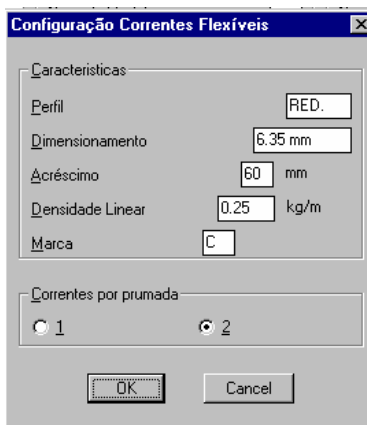 Configuração Correntes Flexíveis
Caracteristicas
Perfil RED.
Dimensionamento 6.35 mm
Acréscimo 60 mm
Densidade Linear 0.25 kg/m
Marca C
Correntes por prumada
1 2
OK Cancel